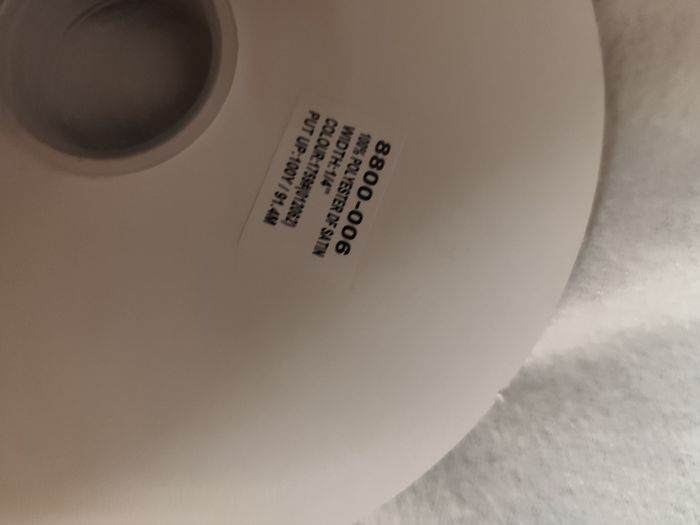 8800-006
100% POLYESTER DF SATIN
WIDTH:1/4"
PUT UP-100Y / 91.4M